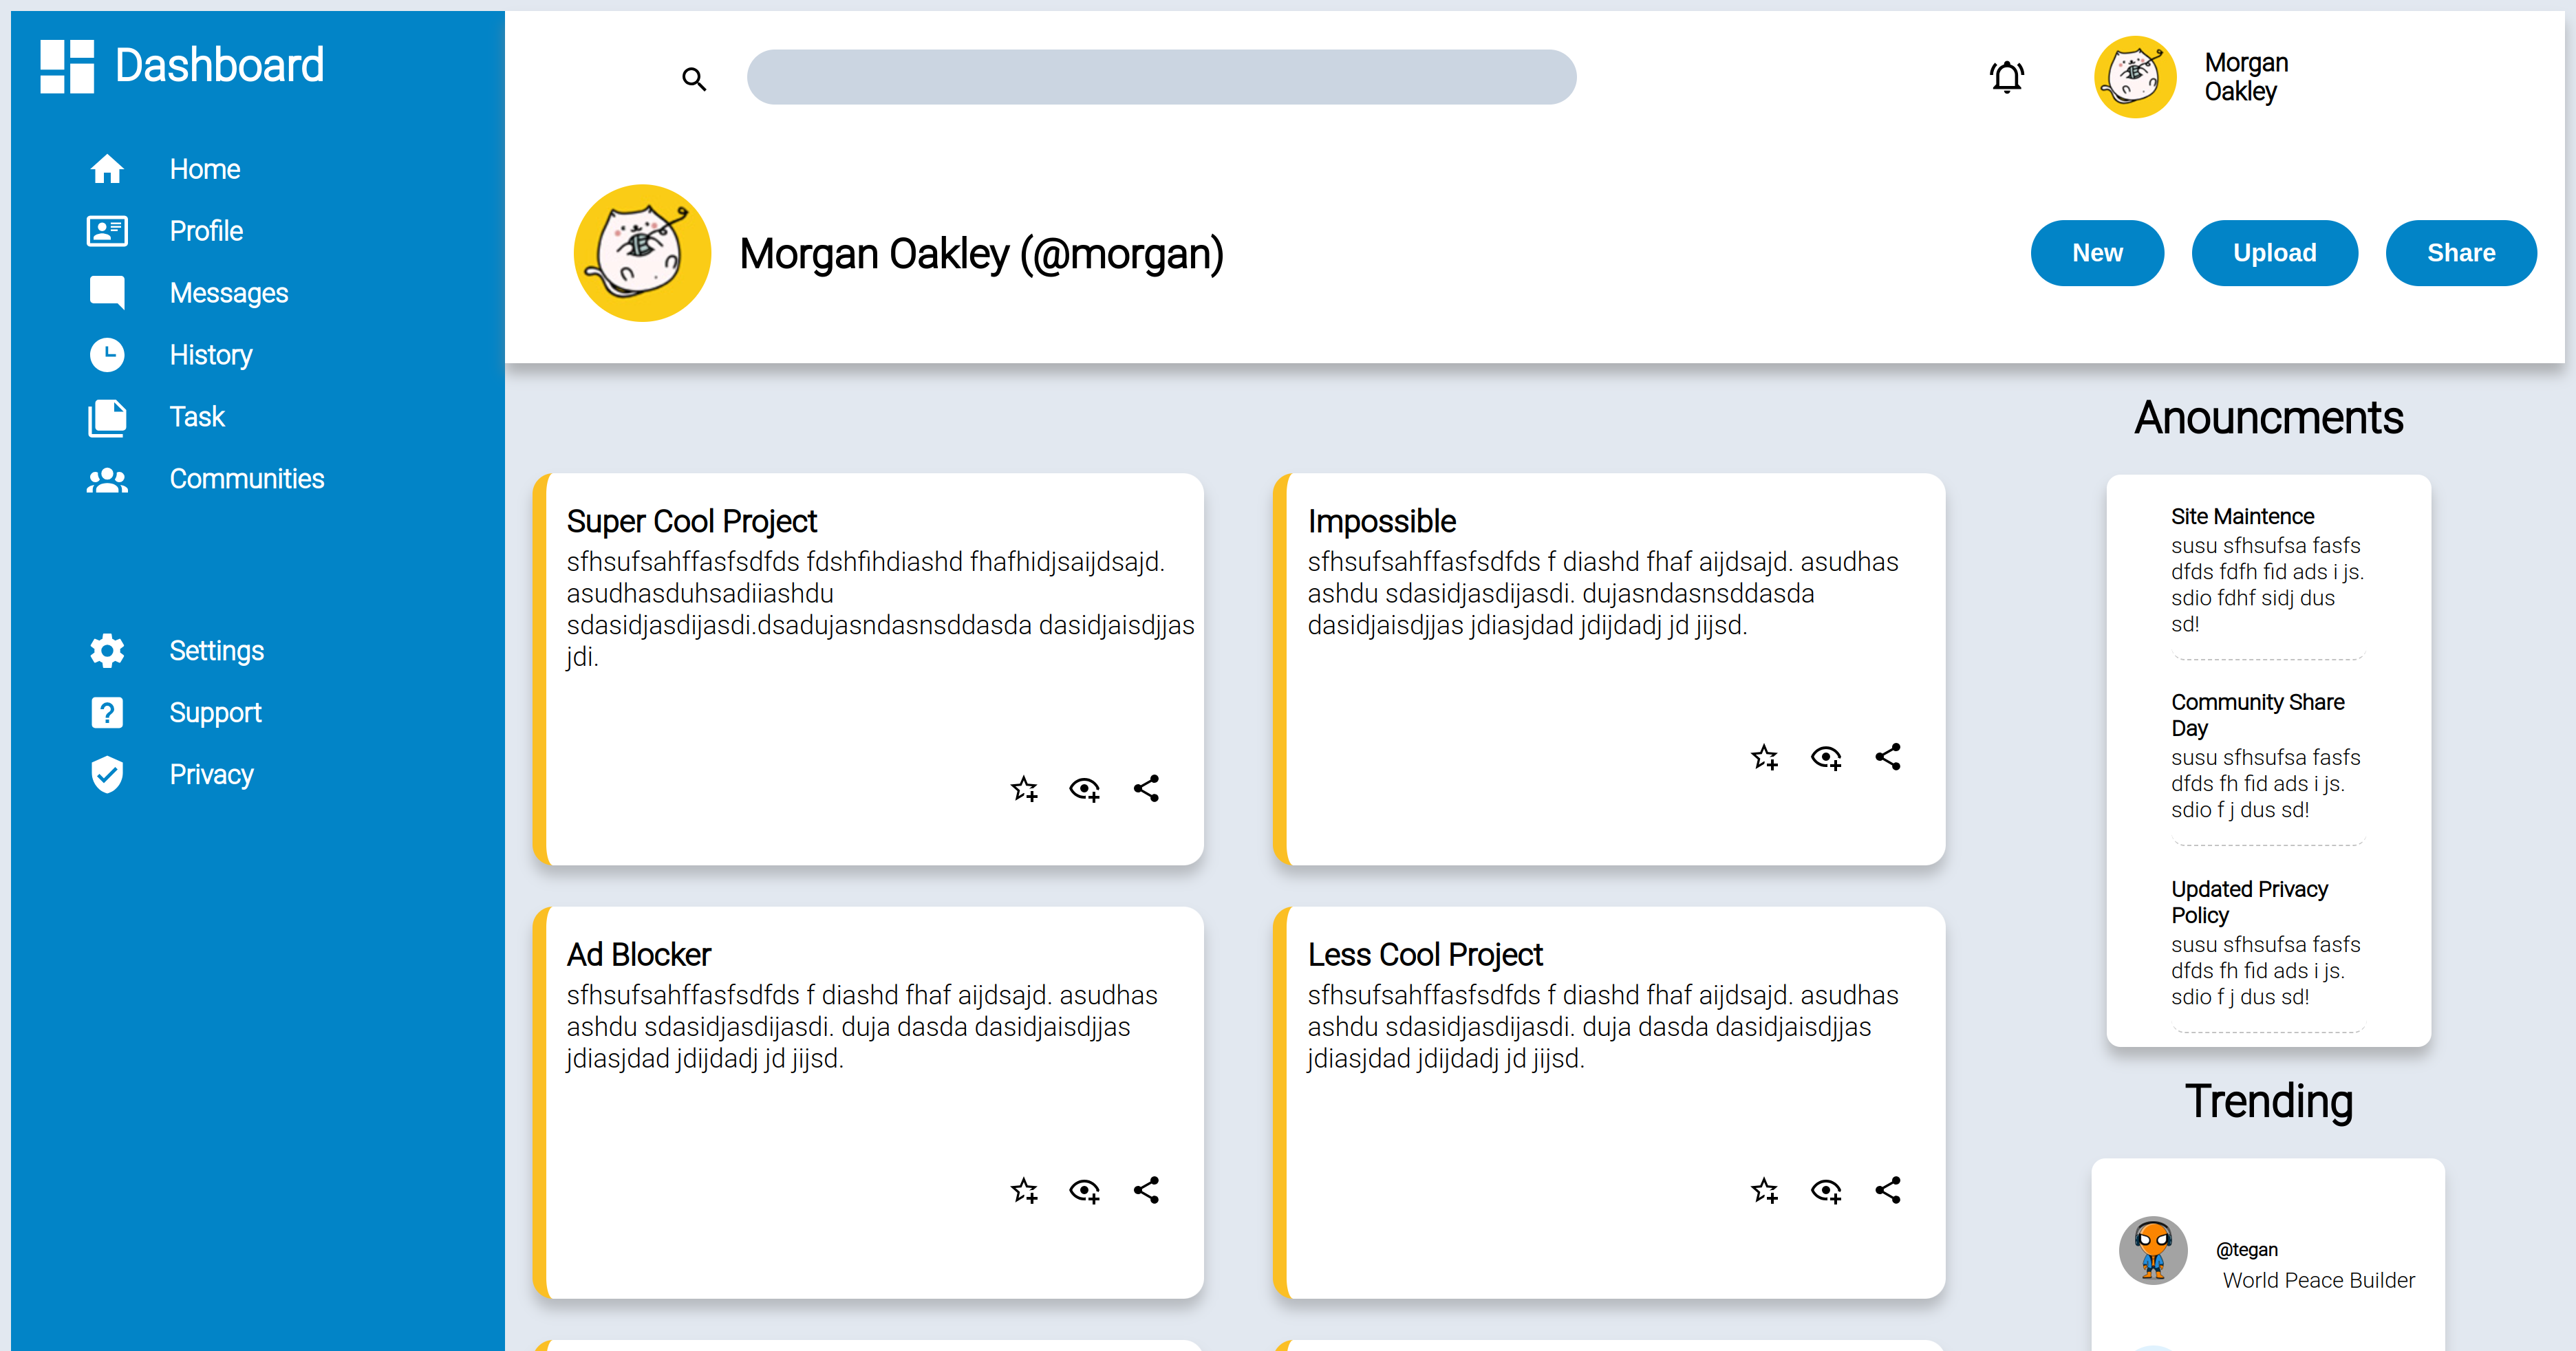 Dashboard
Home
Profile
Messages
History
Task
Communities
Settings
Support
Privacy
Morgan
Oakley
Morgan Oakley (@morgan)
New
Upload
Share
Super Cool Project
sfhsufsahffasfsdfds fdshfihdiashd fhafhidjsaijdsajd.
asudhasduhsadiiashdu
sdasidjasdijasdi.dsadujasndasnsddasda dasidjaisdjjas
jdi.
Impossible
sfhsufsahffasfsdfds f diashd fhaf aijdsajd. asudhas
ashdu sdasidjasdijasdi. dujasndasnsddasda
dasidjaisdjjas jdiasjdad jdijdadj jd jijsd.
Ad Blocker
sfhsufsahffasfsdfds f diashd fhaf aijdsajd. asudhas
ashdu sdasidjasdijasdi. duja dasda dasidjaisdjjas
jdiasjdad jdijdadj jd jijsd.
Less Cool Project
sfhsufsahffasfsdfds f diashd fhaf aijdsajd. asudhas
ashdu sdasidjasdijasdi. duja dasda dasidjaisdjjas
jdiasjdad jdijdadj jd jijsd.
Anouncments
Site Maintence
susu sfhsufsa fasfs
dfds fdfh fid ads i js.
sdio fdhf sidj dus
sd!
Community Share
Day
susu sfhsufsa fasfs
dfds fh fid ads i js.
sdio f j dus sd!
Updated Privacy
Policy
susu sfhsufsa fasfs
dfds fh fid ads i js.
sdio f j dus sd!
Trending
@tegan
World Peace Builder